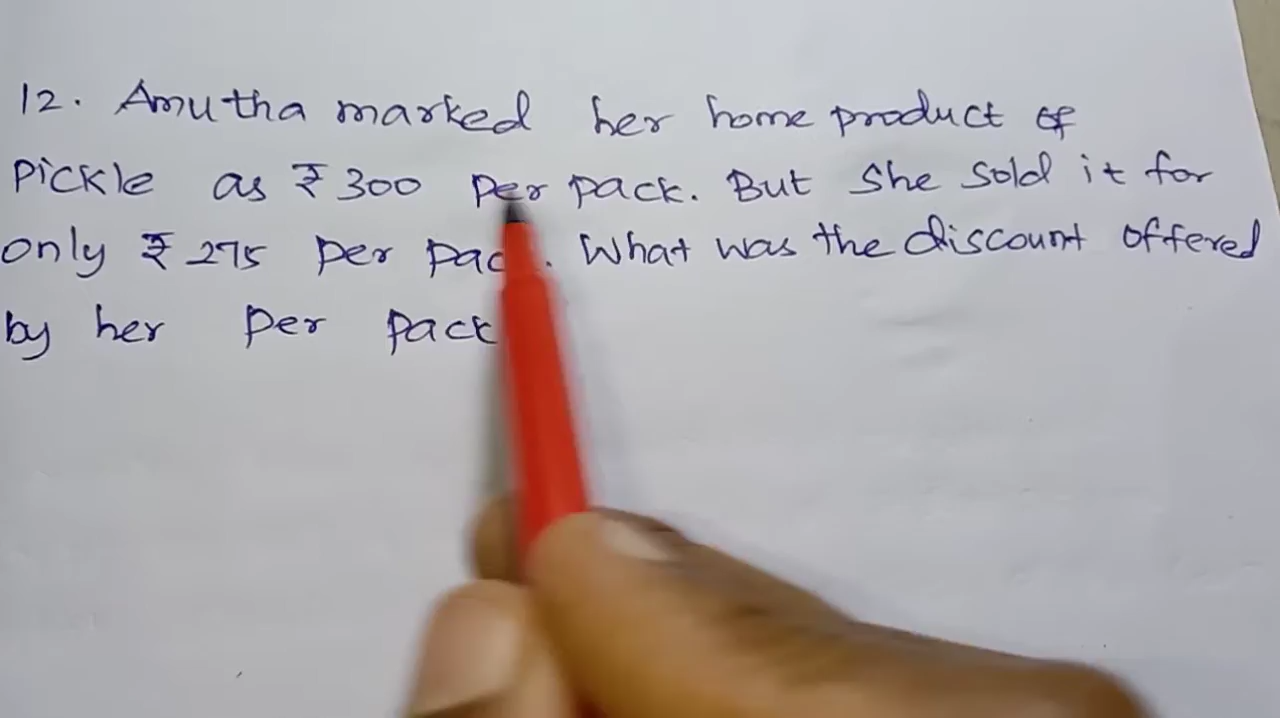 12. Amutha marked her home product of
Pickle as ₹ 300 per pack. But She Sold it for
only ₹ 275 per pac . What was the discount offered
by her per pack